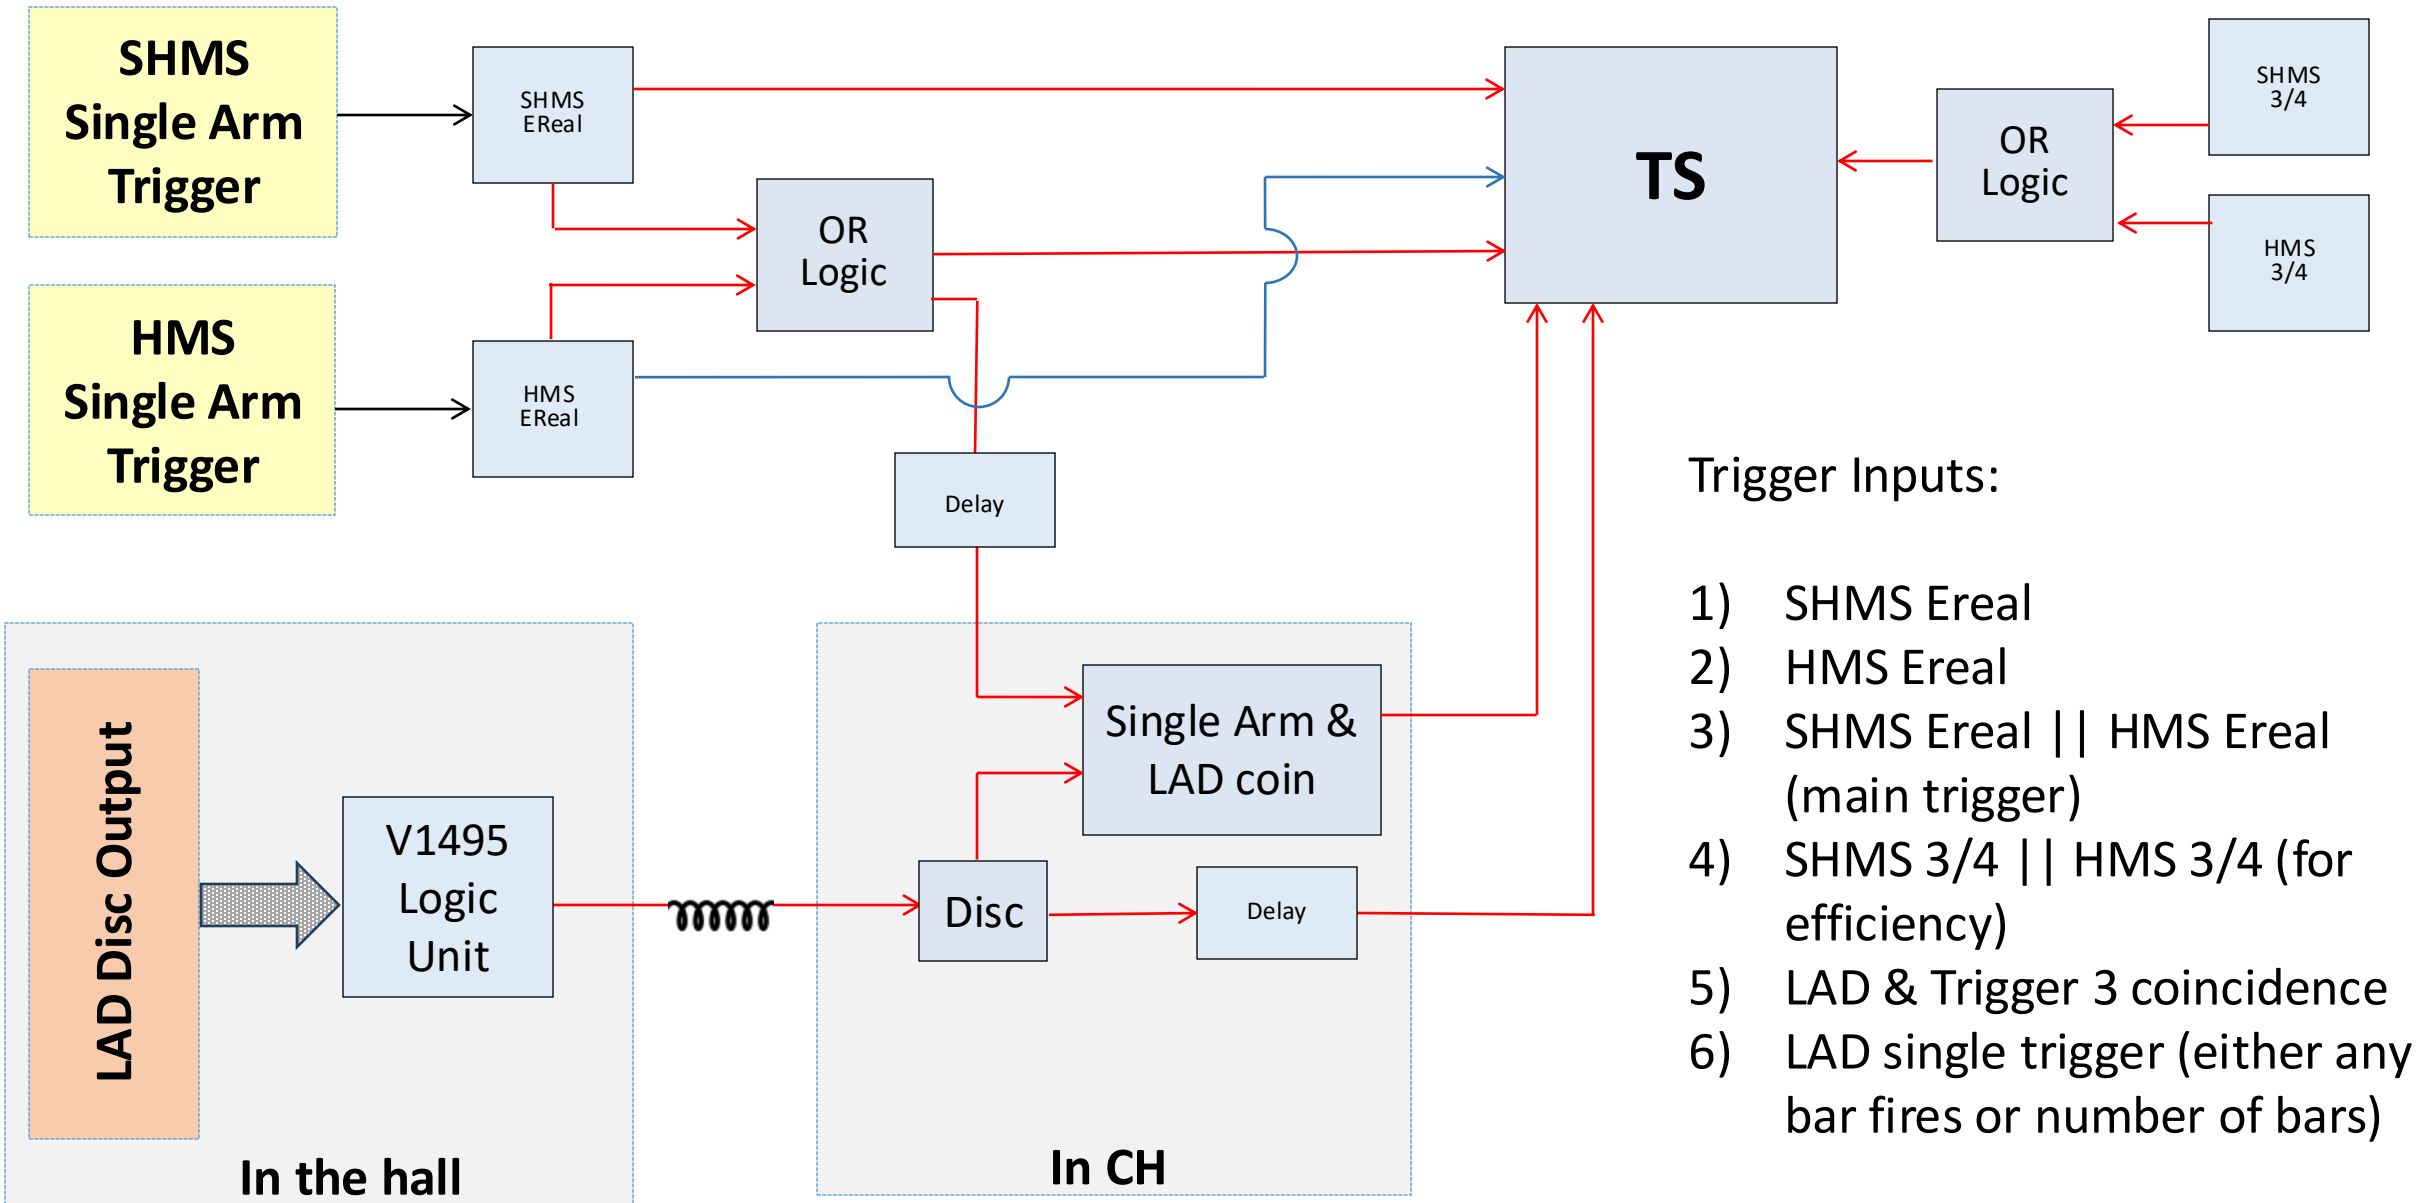 SHMS
Single Arm
Trigger
SHMS
EReal
HMS
Single Arm
Trigger
HMS
EReal
OR
Logic
TS
OR
Logic
SHMS
3/4
HMS
3/4
Delay
LAD Disc Output
V1495
Logic
Unit
In the hall
Single Arm &
LAD coin
Disc
Delay
In CH
Trigger Inputs:
1) SHMS Ereal
2) HMS Ereal
3) SHMS Ereal || HMS Ereal
(main trigger)
4) SHMS 3/4 || HMS 3/4 (for
efficiency)
5) LAD & Trigger 3 coincidence
6) LAD single trigger (either any
bar fires or number of bars)